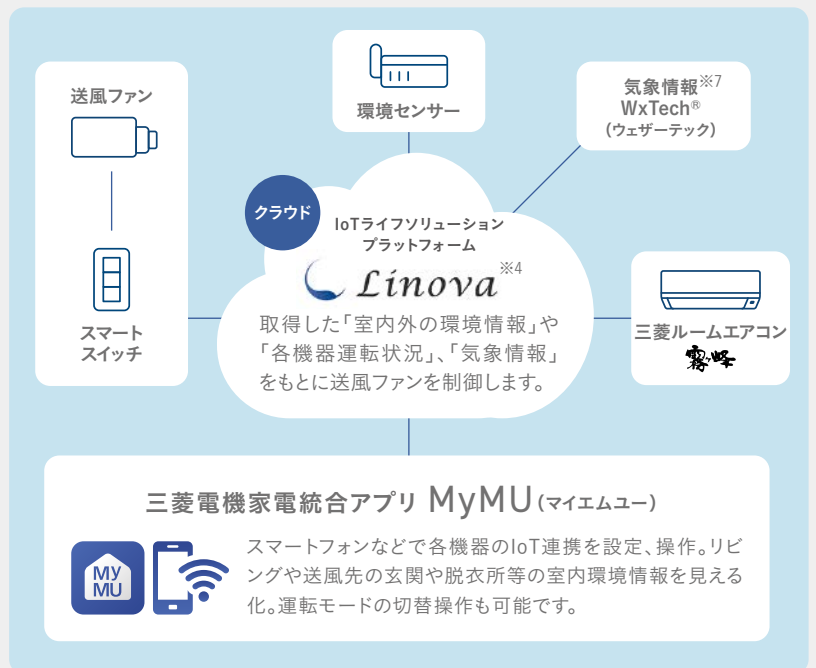 送風ファン
スマート
スイッチ
環境センサー
気象情報※7
WxTech®
(ウェザーテック)
クラウド
IoTライフソリューション
プラットフォーム
Linova※4
取得した「室内外の環境情報」や
「各機器運転状況」、「気象情報」
をもとに送風ファンを制御します。
三菱ルームエアコン
霧ヶ峰
三菱電機家電統合アプリ MyMU(マイエムユー)
My
MU
スマートフォンなどで各機器のIoT連携を設定、操作。リビ
ングや送風先の玄関や脱衣所等の室内環境情報を見える
化。運転モードの切替操作も可能です。